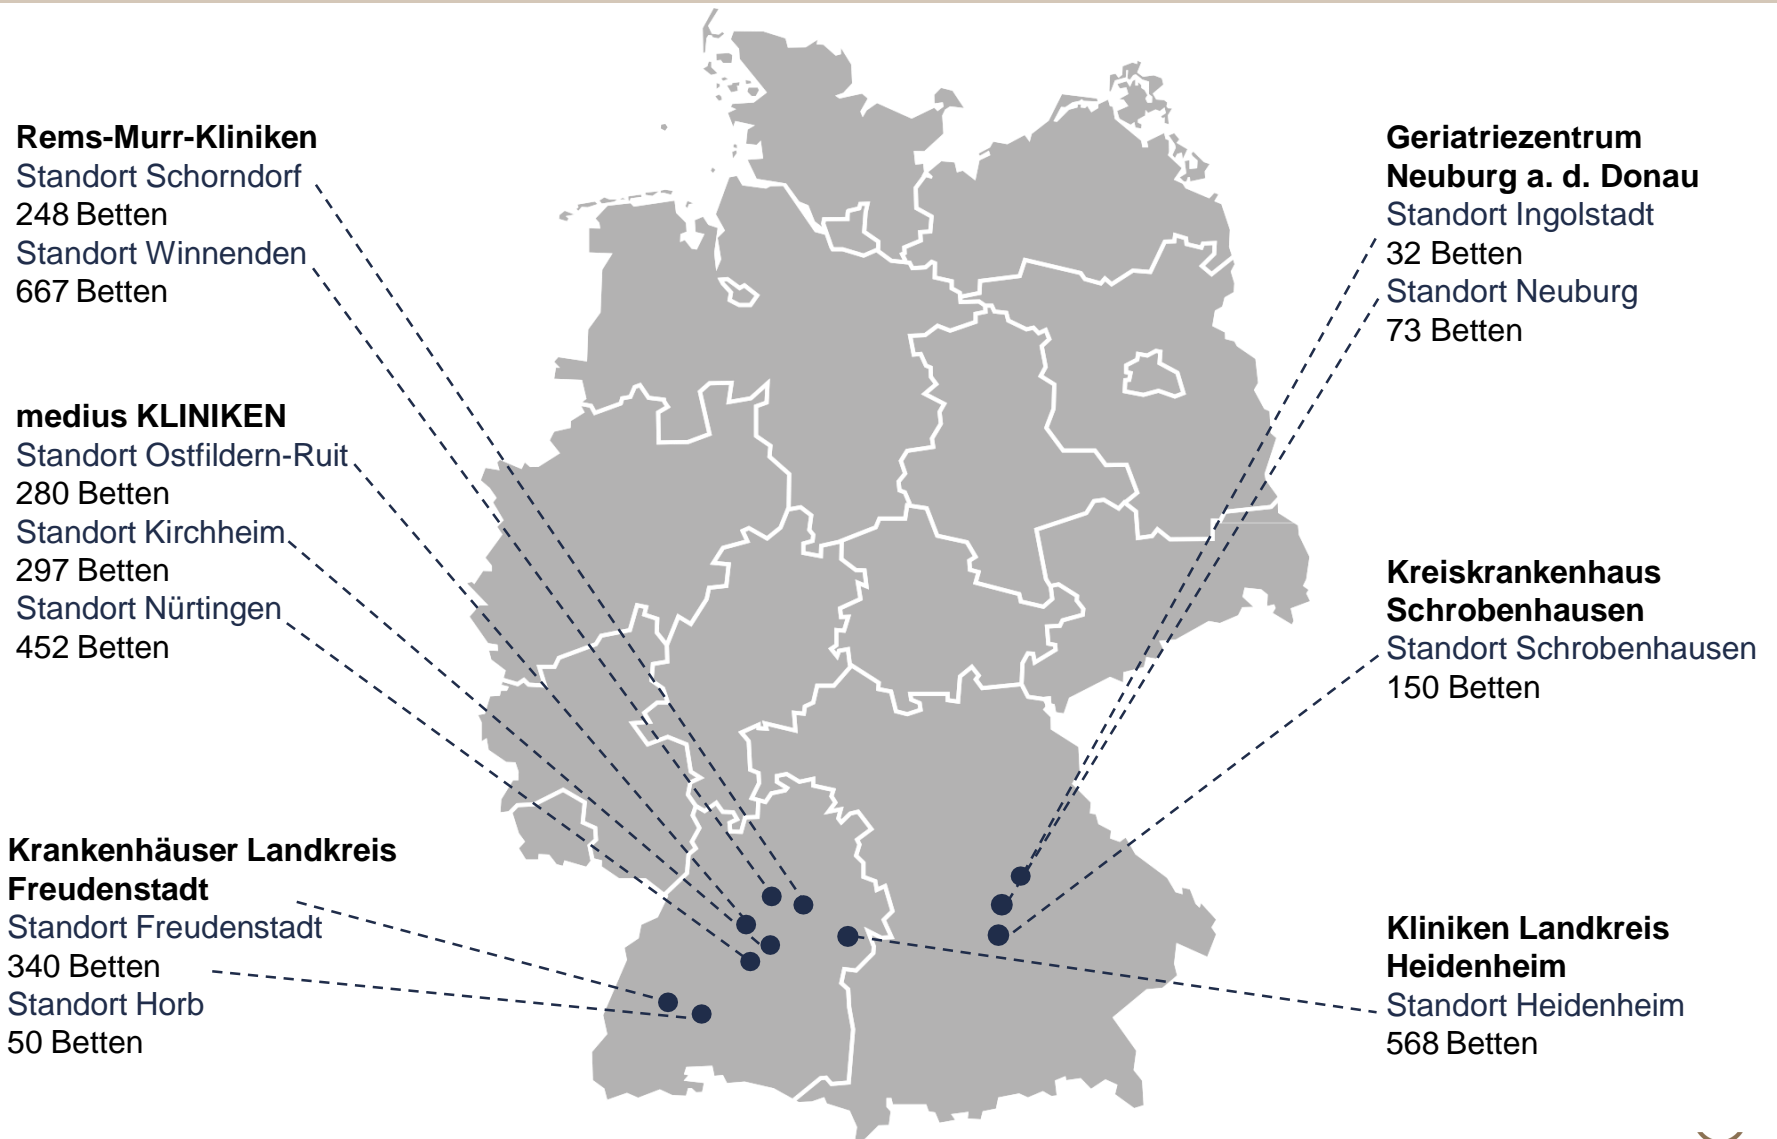 Rems-Murr-Kliniken
Standort Schorndorf
248 Betten
Standort Winnenden
667 Betten
medius KLINIKEN
Standort Ostfildern-Ruit
280 Betten
Standort Kirchheim
297 Betten
Standort Nürtingen
452 Betten
Krankenhäuser Landkreis
Freudenstadt
Standort Freudenstadt
340 Betten
Standort Horb
50 Betten
Geriatriezentrum
Neuburg a. d. Donau
Standort Ingolstadt
32 Betten
Standort Neuburg
73 Betten
Kreiskrankenhaus
Schrobenhausen
Standort Schrobenhausen
150 Betten
Kliniken Landkreis
Heidenheim
Standort Heidenheim
568 Betten